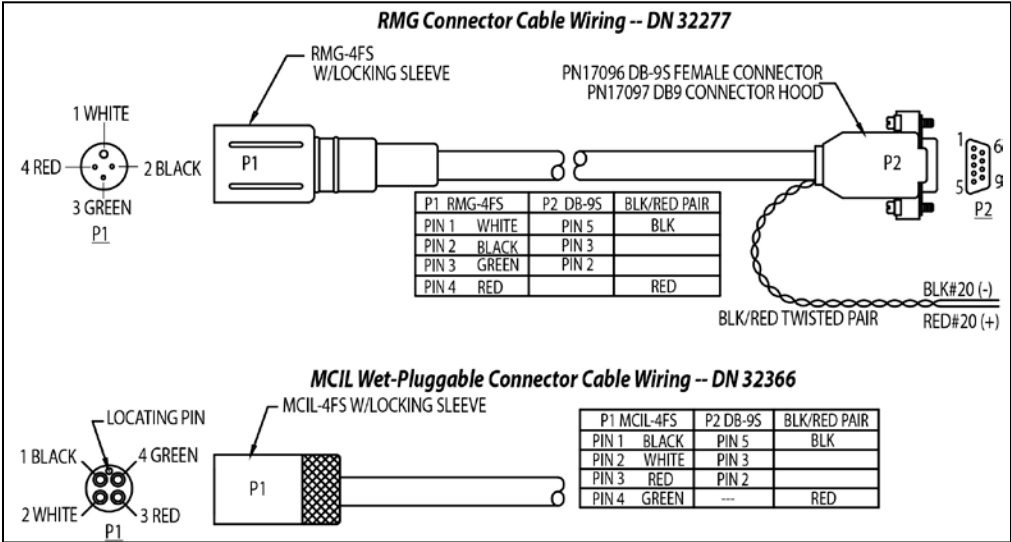 RMG Connector Cable Wiring -- DN 32277
RMG-4FS
W/LOCKING SLEEVE
PN17096 DB-9S FEMALE CONNECTOR
PN17097 DB9 CONNECTOR HOOD
1 WHITE
4 RED
2 BLACK
3 GREEN
P1
P1
P2
1
6
5
9
P2
P1 RMG-4FS P2 DB-9S BLK/RED PAIR
PIN 1 WHITE PIN 5 BLK
PIN 2 BLACK PIN 3
PIN 3 GREEN PIN 2
PIN 4 RED RED
BLK#20 (-)
BLK/RED TWISTED PAIR
RED#20 (+)
MCIL Wet-Pluggable Connector Cable Wiring -- DN 32366
LOCATING PIN
MCIL-4FS W/LOCKING SLEEVE
1 BLACK
4 GREEN
2 WHITE
3 RED
P1
P1
P1 MCIL-4FS P2 DB-9S BLK/RED PAIR
PIN 1 BLACK PIN 5 BLK
PIN 2 WHITE PIN 3
PIN 3 RED PIN 2
PIN 4 GREEN --- RED